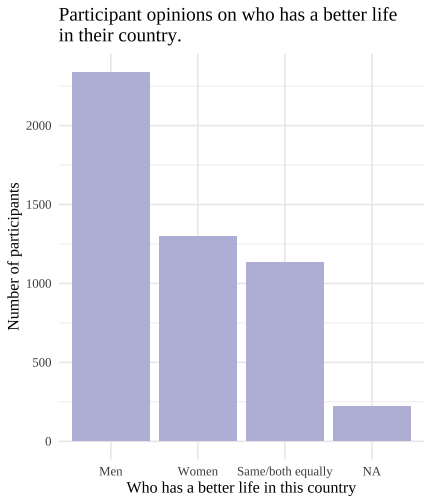 Participant opinions on who has a better life
in their country.
Number of participants
2000
1500
1000
500
0
Men Women Same/both equally NA
Who has a better life in this country